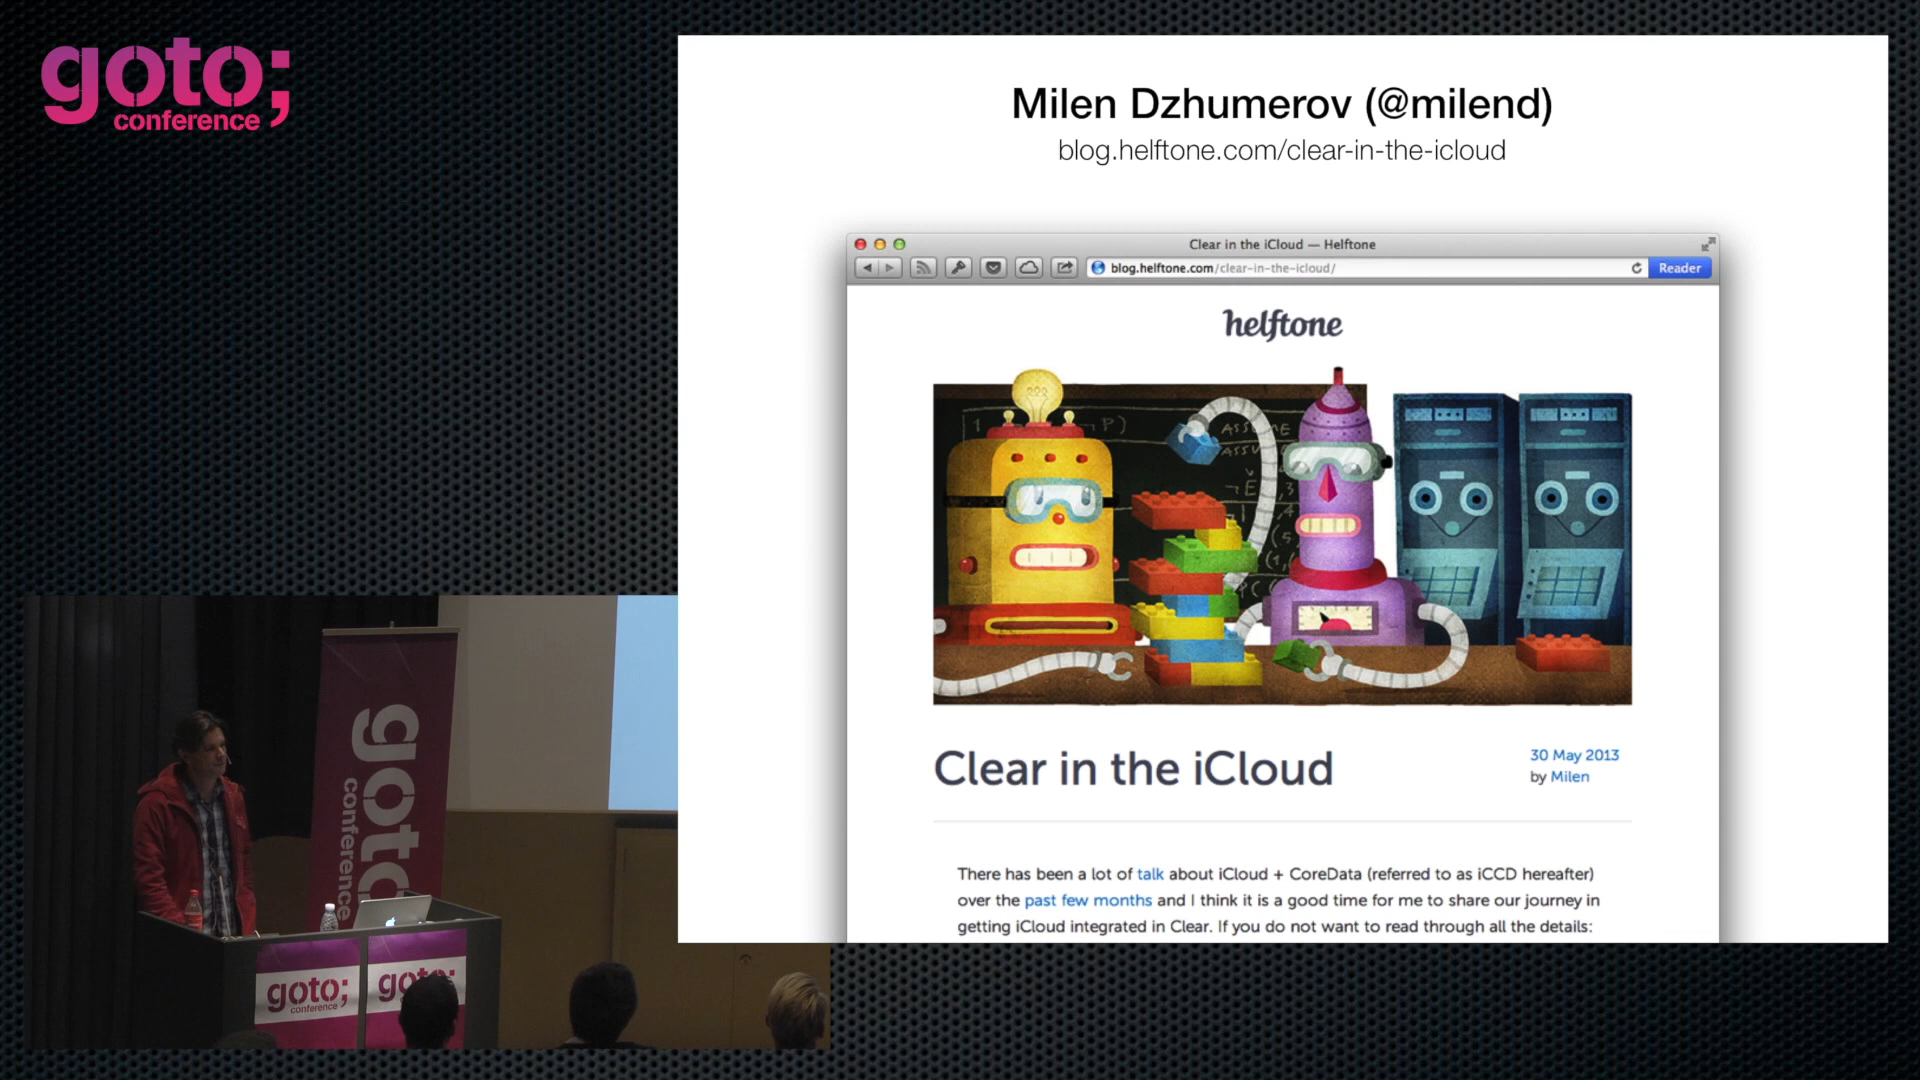 goto;
conference
Milen Dzhumerov (@milend)
blog.helftone.com/clear-in-the-icloud
Clear in the iCloud — Helftone
blog.helftone.com/clear-in-the-icloud/
Reader
helftone
Clear in the iCloud
30 May 2013
by Milen
There has been a lot of talk about iCloud + CoreData (referred to as iCCD hereafter)
over the past few months and I think it is a good time for me to share our journey in
getting iCloud integrated in Clear. If you do not want to read through all the details:
goto
conference
goto;
conference
goto;